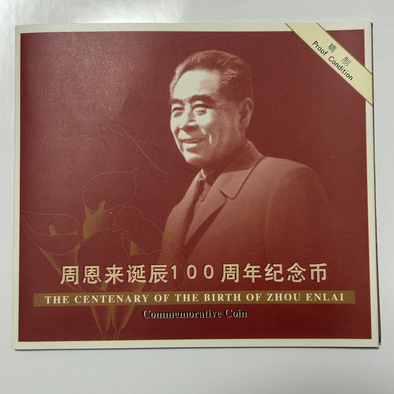 精制
Proof Condition
周恩来诞辰100周年纪念币
THE CENTENARY OF THE BIRTH OF ZHOU ENLAI
Commemorative Coin